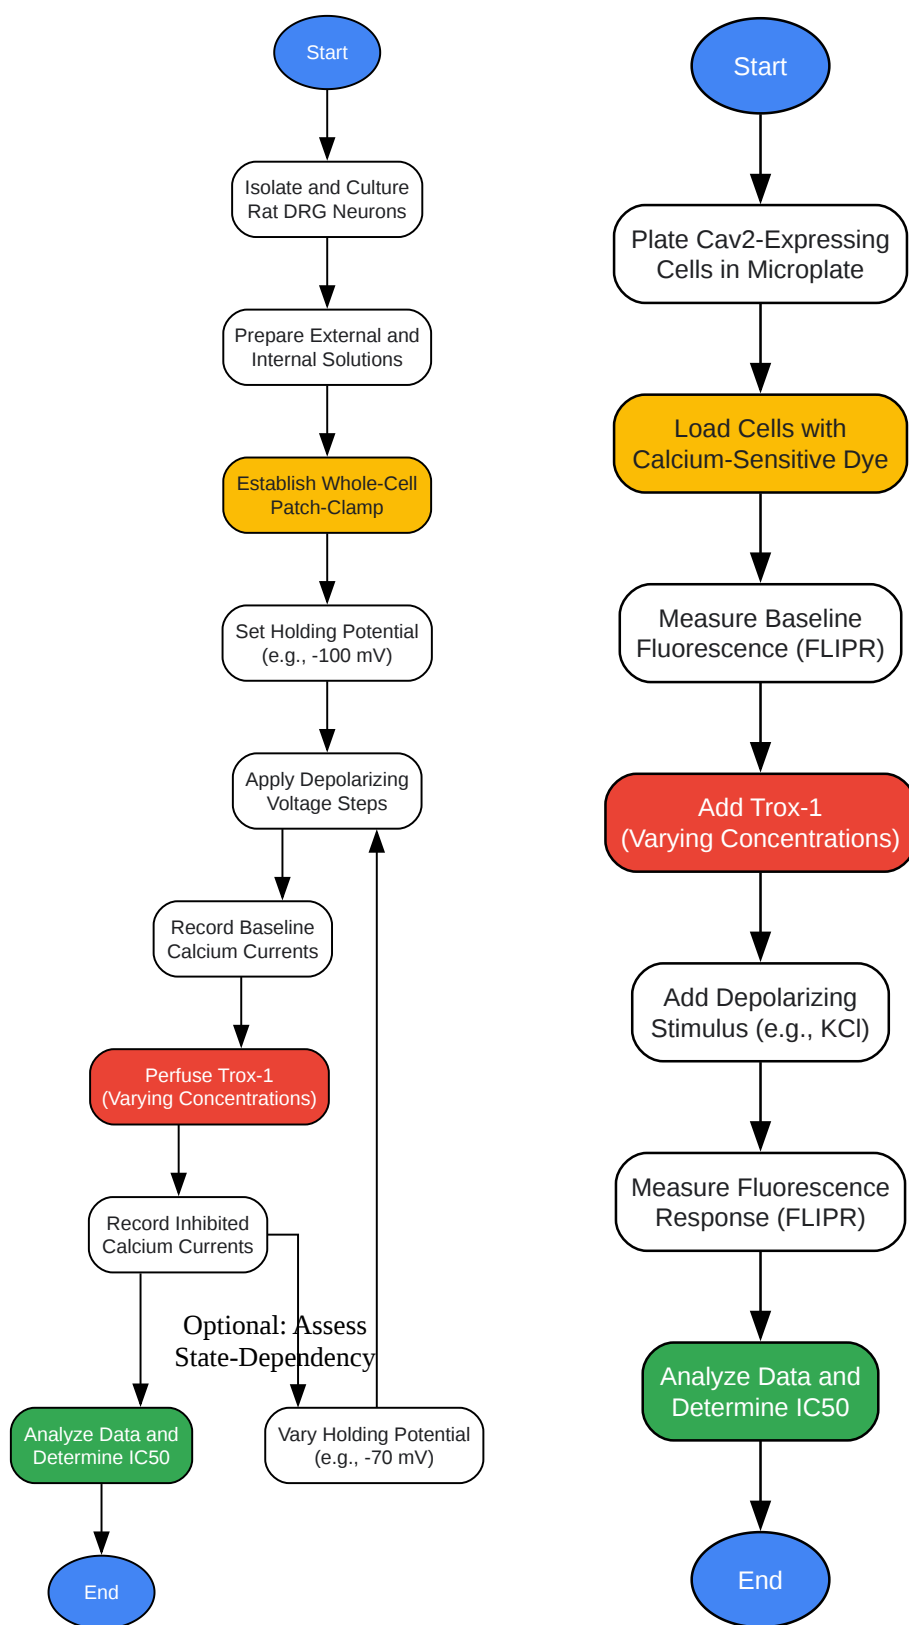 Start
Isolate and Culture
Rat DRG Neurons
Prepare External and
Internal Solutions
Establish Whole-Cell
Patch-Clamp
Set Holding Potential
(e.g., -100 mV)
Apply Depolarizing
Voltage Steps
Record Baseline
Calcium Currents
Perfuse Trox-1
(Varying Concentrations)
Record Inhibited
Calcium Currents
Optional: Assess
State-Dependency
Analyze Data and
Determine IC50
Vary Holding Potential
(e.g., -70 mV)
End
Start
Plate Cav2-Expressing
Cells in Microplate
Load Cells with
Calcium-Sensitive Dye
Measure Baseline
Fluorescence (FLIPR)
Add Trox-1
(Varying Concentrations)
Add Depolarizing
Stimulus (e.g., KCl)
Measure Fluorescence
Response (FLIPR)
Analyze Data and
Determine IC50
End